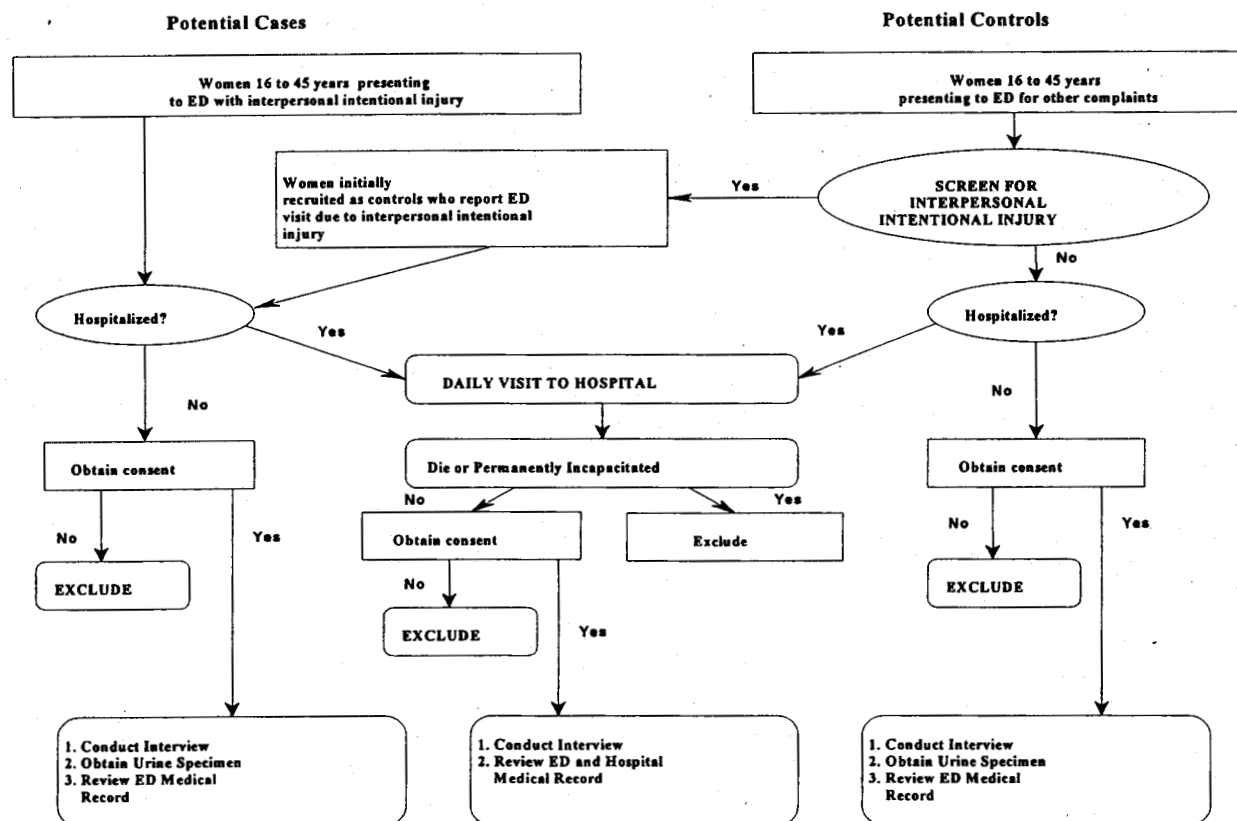 Potential Cases
Potential Controls
Women 16 to 45 years presenting
to ED with interpersonal intentional injury
Women 16 to 45 years
presenting to ED for other complaints
Women initially
recruited as controls who report ED
visit due to interpersonal intentional
injury
Yes
SCREEN FOR
INTERPERSONAL
INTENTIONAL INJURY
No
Hospitalized?
Yes
Yes
Hospitalized?
DAILY VISIT TO HOSPITAL
No
No
Obtain consent
Die or Permanently Incapacitated
Obtain consent
No
Yes
No
Yes
No
Yes
Obtain consent
Exclude
EXCLUDE
No
EXCLUDE
EXCLUDE
Yes
1. Conduct Interview
2. Obtain Urine Specimen
3. Review ED Medical
Record
1. Conduct Interview
2. Review ED and Hospital
Medical Record
1. Conduct Interview
2. Obtain Urine Specimen
3. Review ED Medical
Record